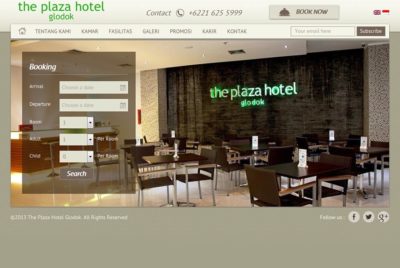 the plaza hotel
glodok
Contact +6221 625 5999
BOOK NOW
TENTANG KAMI KAMAR FASILITAS GALERI PROMOSI KAKIR KONTAK
Your email here Subscribe
Booking
Arrival Choose a date
Departure Choose a date
Room 1
Adult 1 Per Room
Child 0 Per Room
Search
the plaza hotel
glodok
©2013 The Plaza Hotel Glodok. All Rights Reserved
Follow us :